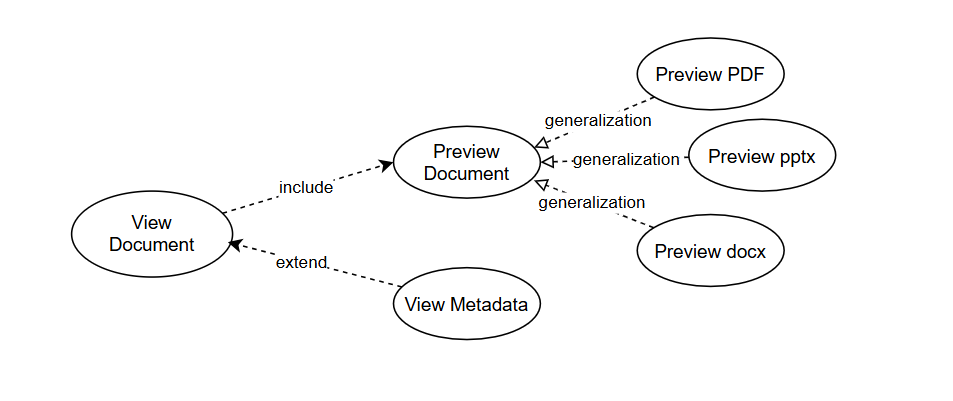 Preview PDF
generalization
Preview
Document
generalization
Preview pptx
include
generalization
View
Document
Preview docx
extend
View Metadata